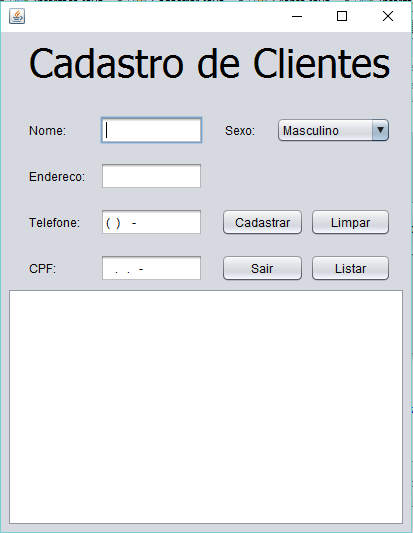 Cadastro de Clientes
Nome: Sexo: Masculino
Endereco:
Telefone: ( ) - Cadastrar Limpar
CPF: . . - Sair Listar